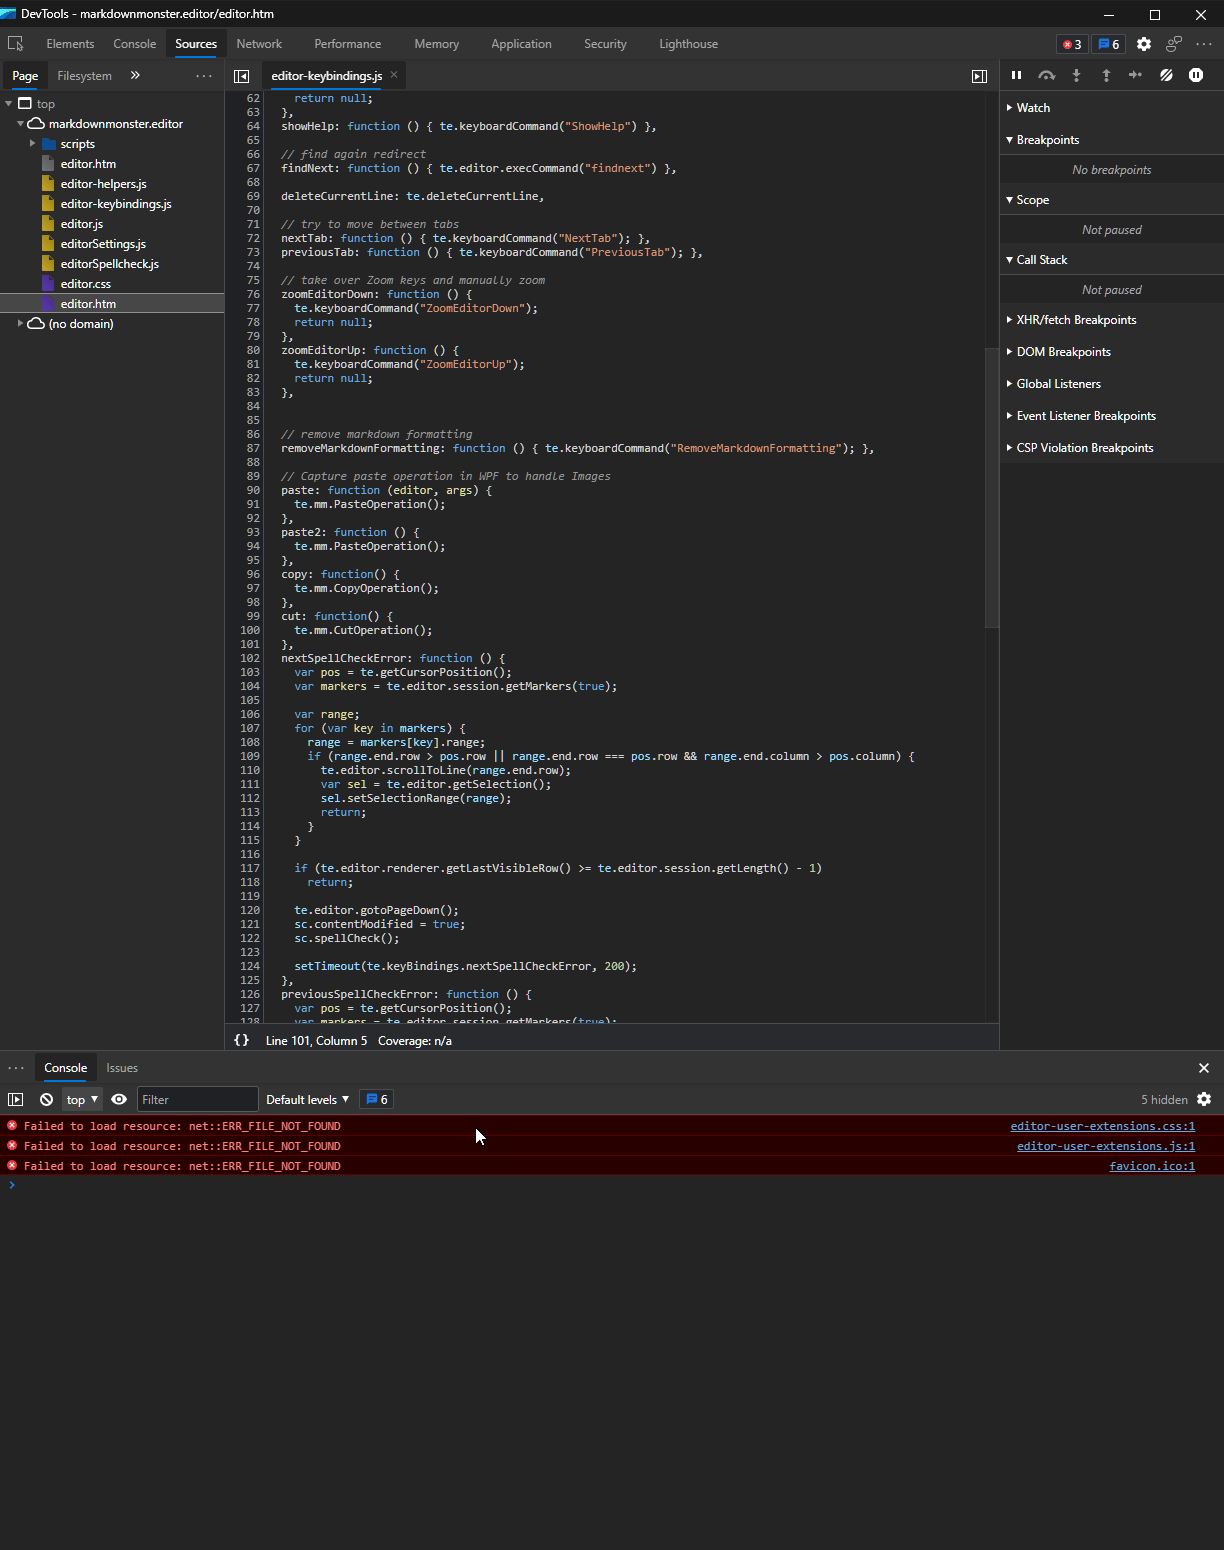 DevTools - markdownmonster.editor/editor.htm
Elements Console Sources Network Performance Memory Application Security Lighthouse 3 6
Page Filesystem
editor-keybindings.js
top
markdownmonster.editor
scripts
editor.htm
editor-helpers.js
editor-keybindings.js
editor.js
editorSettings.js
editorSpellcheck.js
editor.css
editor.htm
(no domain)
62 return null;
63 },
64 showHelp: function () { te.keyboardCommand("ShowHelp") },
65
66 // find again redirect
67 findNext: function () { te.editor.execCommand("findnext") },
68
69 deleteCurrentLine: te.deleteCurrentLine,
70
71 // try to move between tabs
72 nextTab: function () { te.keyboardCommand("NextTab"); },
73 previousTab: function () { te.keyboardCommand("PreviousTab"); },
74
75 // take over Zoom keys and manually zoom
76 zoomEditorDown: function () {
77 te.keyboardCommand("ZoomEditorDown");
78 return null;
79 },
80 zoomEditorUp: function () {
81 te.keyboardCommand("ZoomEditorUp");
82 return null;
83 },
84
85
86 // remove markdown formatting
87 removeMarkdownFormatting: function () { te.keyboardCommand("RemoveMarkdownFormatting"); },
88
89 // Capture paste operation in WPF to handle Images
90 paste: function (editor, args) {
91 te.mm.PasteOperation();
92 },
93 paste2: function () {
94 te.mm.PasteOperation();
95 },
96 copy: function() {
97 te.mm.CopyOperation();
98 },
99 cut: function() {
100 te.mm.CutOperation();
101 },
102 nextSpellCheckError: function () {
103 var pos = te.getCursorPosition();
104 var markers = te.editor.session.getMarkers(true);
105
106 var range;
107 for (var key in markers) {
108 range = markers[key].range;
109 if (range.end.row > pos.row || range.end.row === pos.row && range.end.column > pos.column) {
110 te.editor.scrollToLine(range.end.row);
111 var sel = te.editor.getSelection();
112 sel.setSelectionRange(range);
113 return;
114 }
115 }
116
117 if (te.editor.renderer.getLastVisibleRow() >= te.editor.session.getLength() - 1)
118 return;
119
120 te.editor.gotoPageDown();
121 sc.contentModified = true;
122 sc.spellCheck();
123
124 setTimeout(te.keyBindings.nextSpellCheckError, 200);
125 },
126 previousSpellCheckError: function () {
127 var pos = te.getCursorPosition();
128 var markers = te.editor.session.getMarkers(true);
{} Line 101, Column 5 Coverage: n/a
Watch
Breakpoints
No breakpoints
Scope
Not paused
Call Stack
Not paused
XHR/fetch Breakpoints
DOM Breakpoints
Global Listeners
Event Listener Breakpoints
CSP Violation Breakpoints
Console Issues
top Filter Default levels 6 5 hidden
Failed to load resource: net::ERR_FILE_NOT_FOUND editor-user-extensions.css:1
Failed to load resource: net::ERR_FILE_NOT_FOUND editor-user-extensions.js:1
Failed to load resource: net::ERR_FILE_NOT_FOUND favicon.ico:1